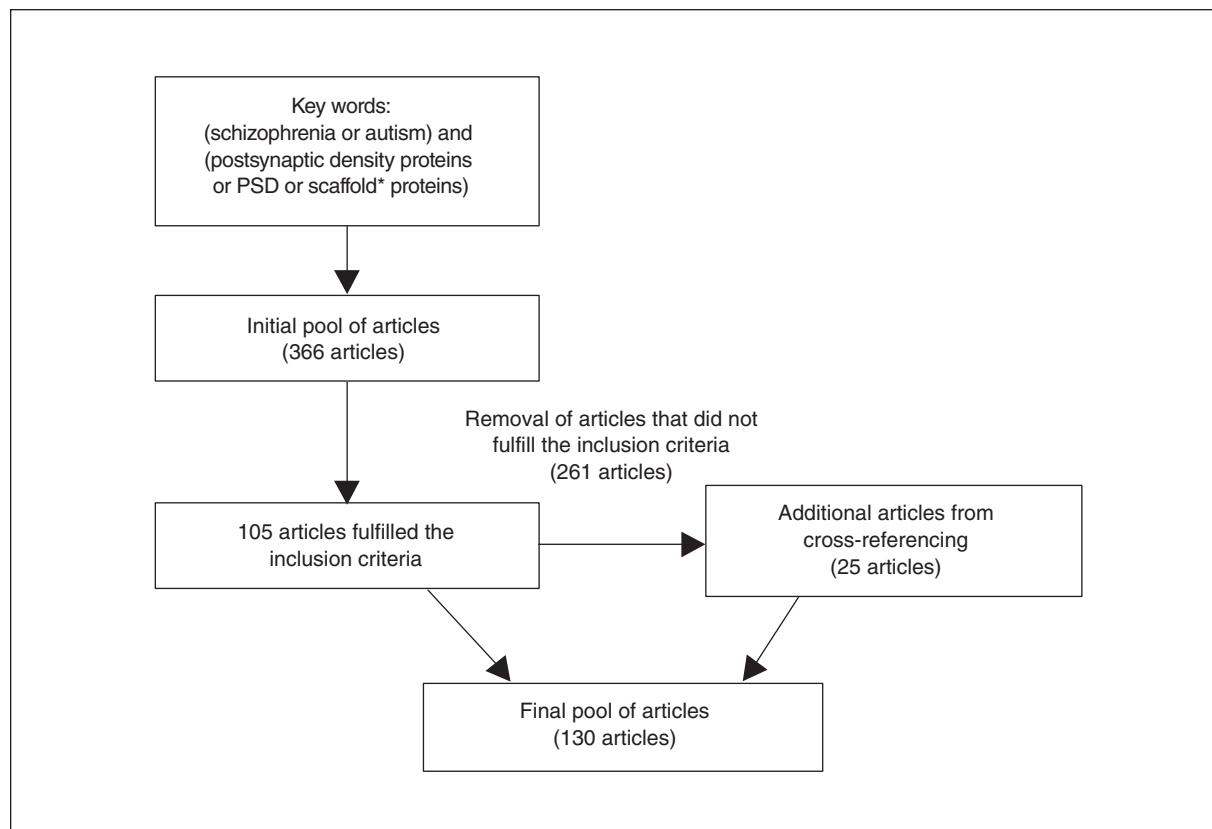 Key words:
(schizophrenia or autism) and
(postsynaptic density proteins
or PSD or scaffold* proteins)
Initial pool of articles
(366 articles)
Removal of articles that did not
fulfill the inclusion criteria
(261 articles)
105 articles fulfilled the
inclusion criteria
Additional articles from
cross-referencing
(25 articles)
Final pool of articles
(130 articles)